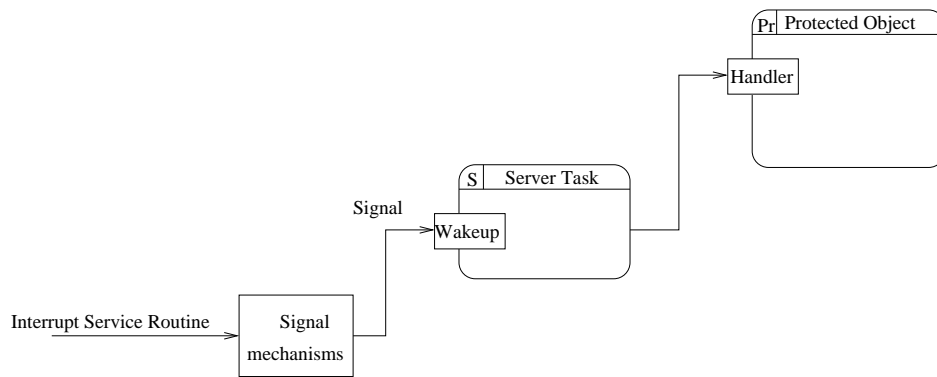 Pr Protected Object
Handler
S Server Task
Signal
Wakeup
Interrupt Service Routine
Signal
mechanisms